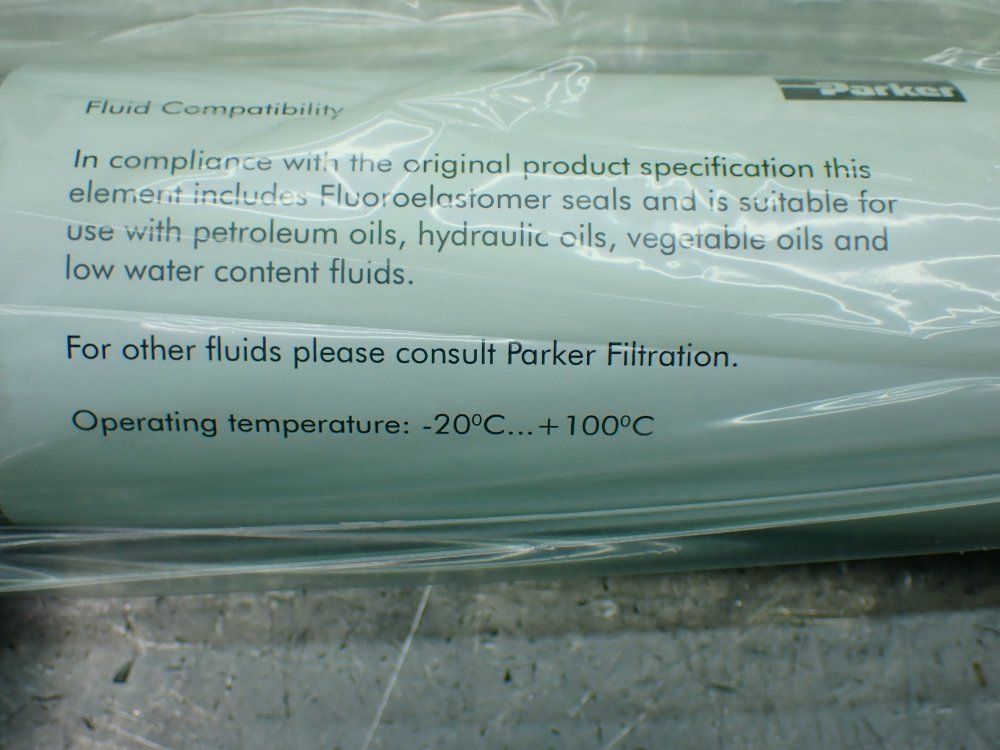 Parker
Fluid Compatibility
In compliance with the original product specification this
element includes Fluoroelastomer seals and is suitable for
use with petroleum oils, hydraulic oils, vegetable oils and
low water content fluids.
For other fluids please consult Parker Filtration.
Operating temperature: -20⁰C...+100⁰C